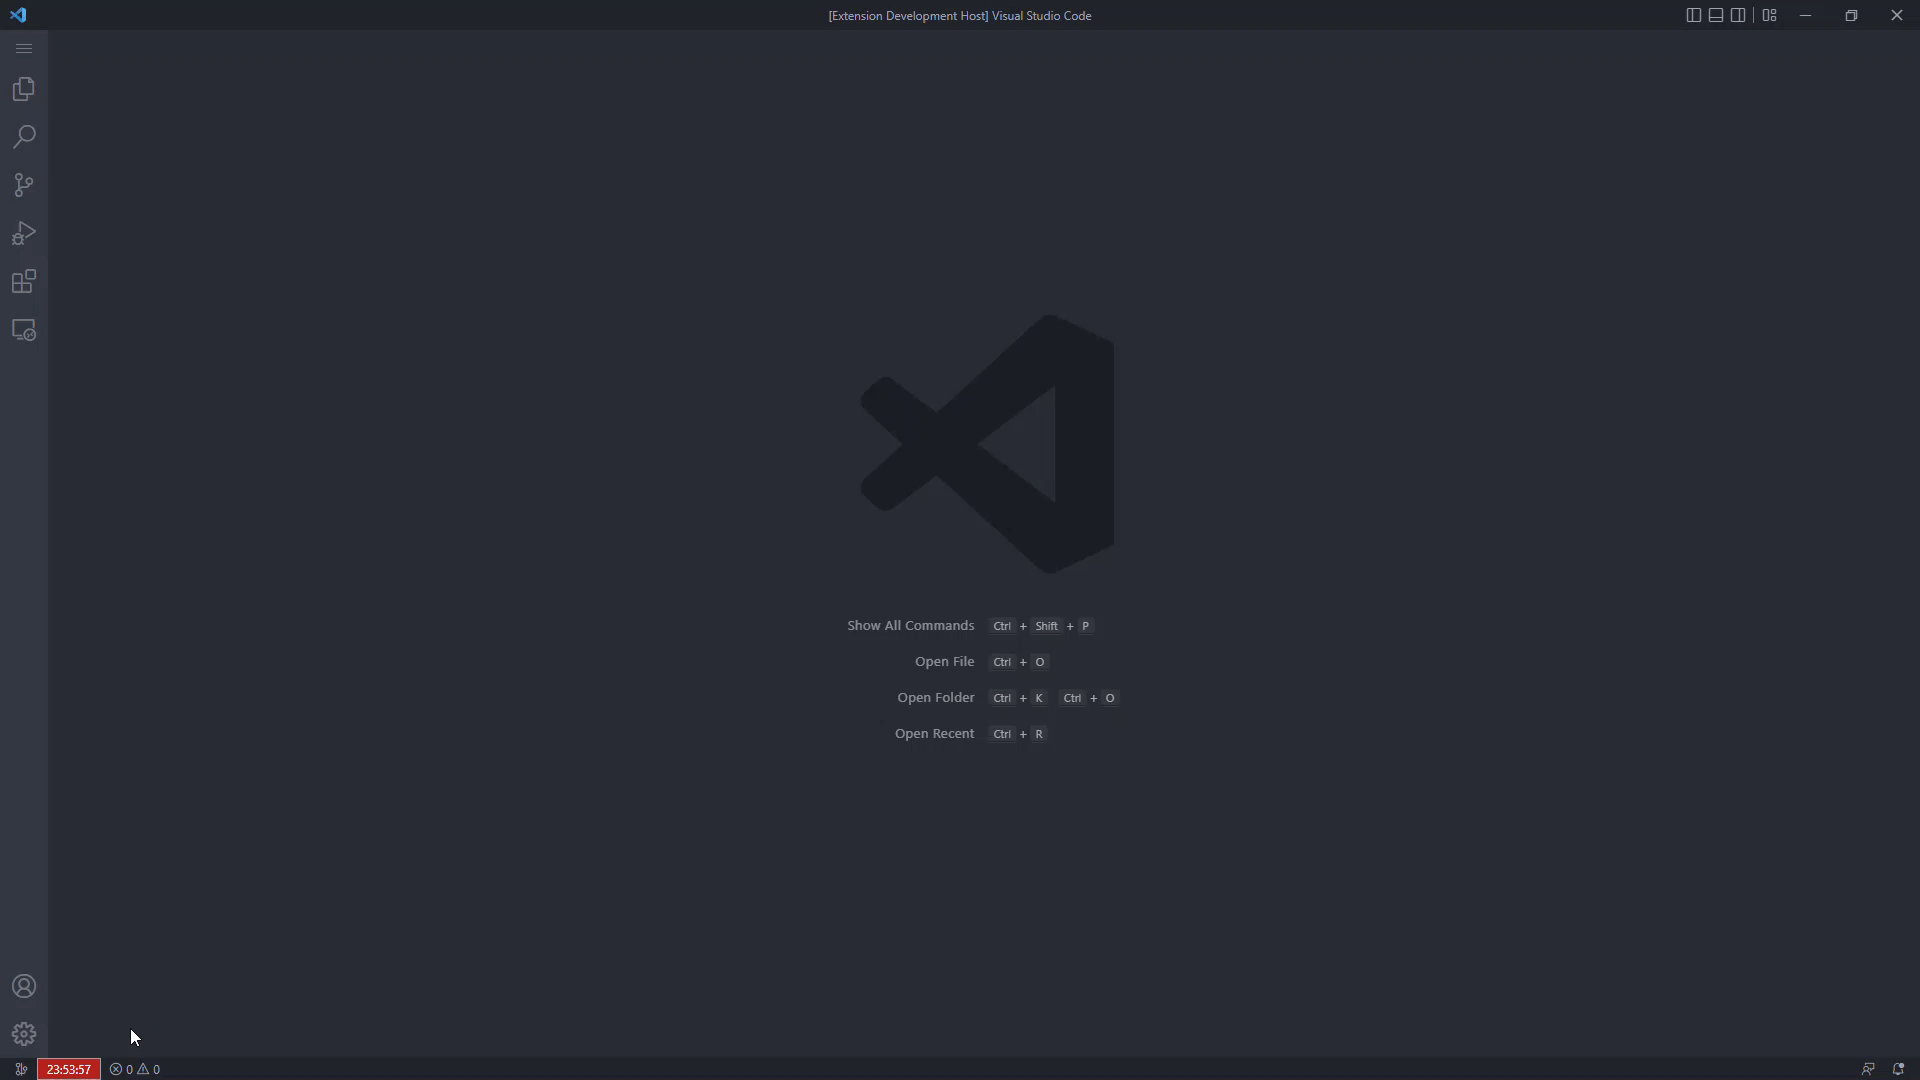 [Extension Development Host] Visual Studio Code
Show All Commands Ctrl + Shift + P
Open File Ctrl + O
Open Folder Ctrl + K Ctrl + O
Open Recent Ctrl + R
23:53:57 0 0